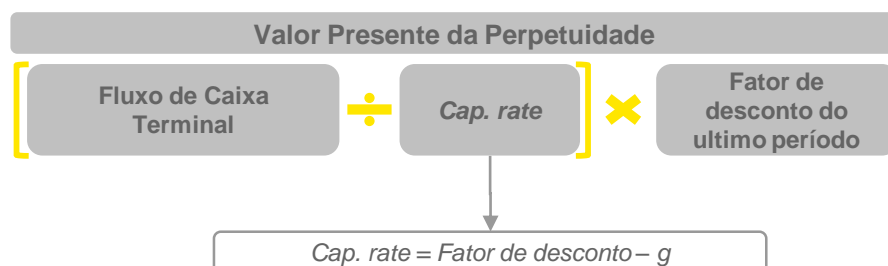 Valor Presente da Perpetuidade
[ Fluxo de Caixa
Terminal
÷
Cap. rate
] ×
Fator de
desconto do
ultimo período
Cap. rate = Fator de desconto – g